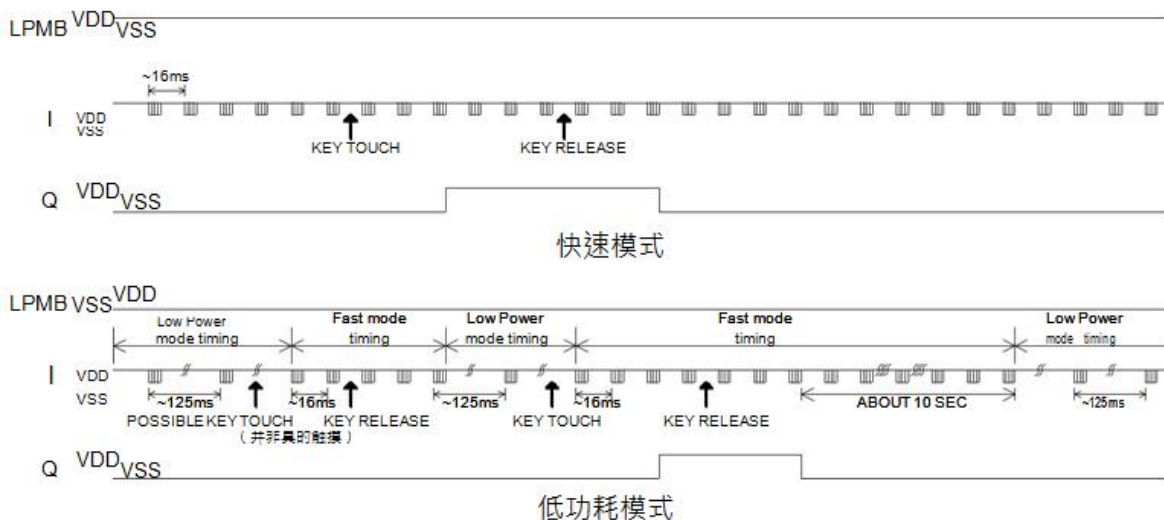 LPMB VDD VSS
~16ms
I VDD VSS
KEY TOUCH KEY RELEASE
Q VDD VSS
快速模式
LPMB VSS VDD
Low Power mode timing
Fast mode timing
Low Power mode timing
Fast mode timing
Low Power mode timing
I VDD VSS
~125ms ~16ms ~125ms ~16ms ABOUT 10 SEC ~125ms
POSSIBLE KEY TOUCH KEY RELEASE KEY TOUCH KEY RELEASE
(并非真的触摸)
Q VDD VSS
低功耗模式